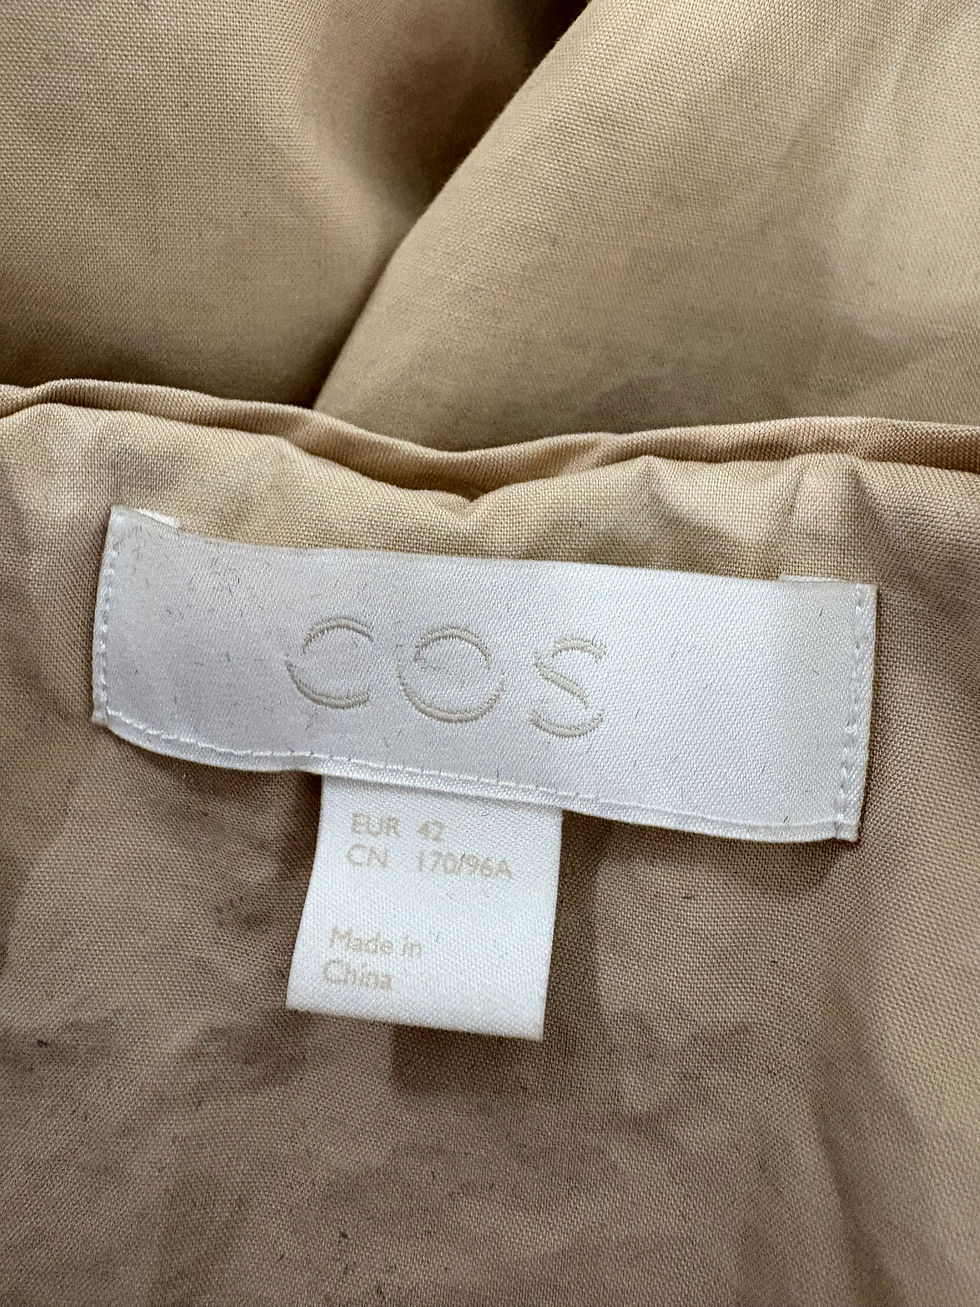 COS
EUR 42
CN 170/96A
Made in
China